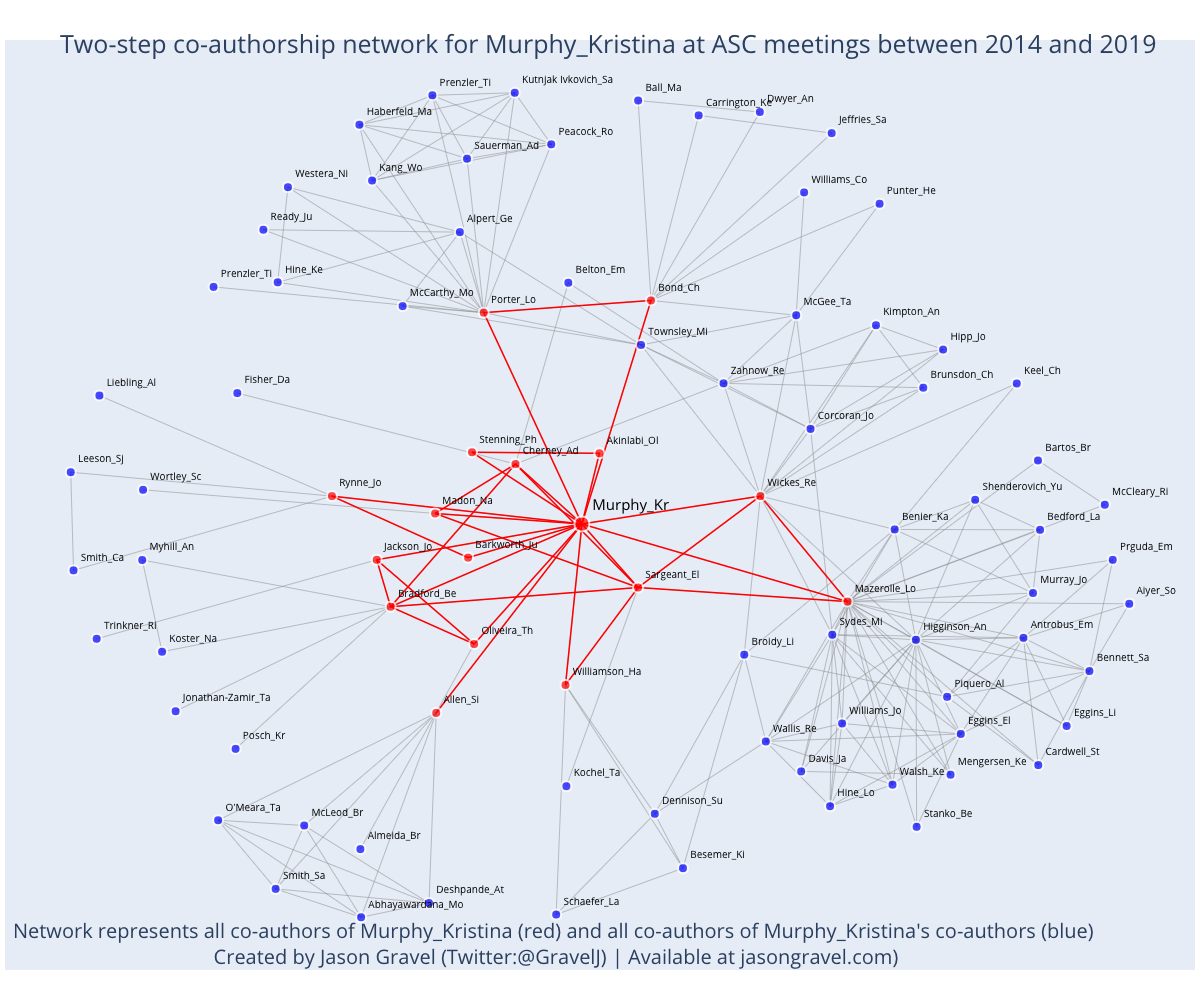 Two-step co-authorship network for Murphy_Kristina at ASC meetings between 2014 and 2019
Prenzler_Ti
Kutnjak Ivkovich_Sa
Ball_Ma
Carrington_Ke
Dwyer_An
Haberfeld_Ma
Jeffries_Sa
Peacock_Ro
Sauerman_Ad
Kang_Wo
Westera_Ni
Williams_Co
Punter_He
Ready_Ju
Alpert_Ge
Prenzler_Ti
Hine_Ke
Belton_Em
Bond_Ch
McCarthy_Mo
Porter_Lo
McGee_Ta
Kimpton_An
Townsley_Mi
Hipp_Jo
Zahnow_Re
Brunsdon_Ch
Keel_Ch
Liebling_Al
Fisher_Da
Corcoran_Jo
Stenning_Ph
Akinlabi_Ol
Cherney_Ad
Bartos_Br
Leeson_Sj
Wortley_Sc
Rynne_Jo
Madon_Na
Wickes_Re
Shenderovich_Yu
McCleary_Ri
Murphy_Kr
Benier_Ka
Bedford_La
Smith_Ca
Myhill_An
Jackson_Jo
Barkworth_Ju
Prguda_Em
Sargeant_El
Bradford_Be
Mazerolle_Lo
Murray_Jo
Aiyer_So
Trinkner_Ri
Koster_Na
Oliveira_Th
Broidy_Li
Sydes_Mi
Higginson_An
Antrobus_Em
Bennett_Sa
Williamson_Ha
Piquero_Al
Jonathan-Zamir_Ta
Allen_Si
Williams_Jo
Eggins_El
Eggins_Li
Posch_Kr
Wallis_Re
Cardwell_St
Kochel_Ta
Davis_Ja
Walsh_Ke
Mengersen_Ke
O'Meara_Ta
McLeod_Br
Dennison_Su
Hine_Lo
Stanko_Be
Almeida_Br
Besemer_Ki
Smith_Sa
Deshpande_At
Abhayawardana_Mo
Schaefer_La
Network represents all co-authors of Murphy_Kristina (red) and all co-authors of Murphy_Kristina's co-authors (blue)
Created by Jason Gravel (Twitter:@GravelJ) | Available at jasongravel.com)